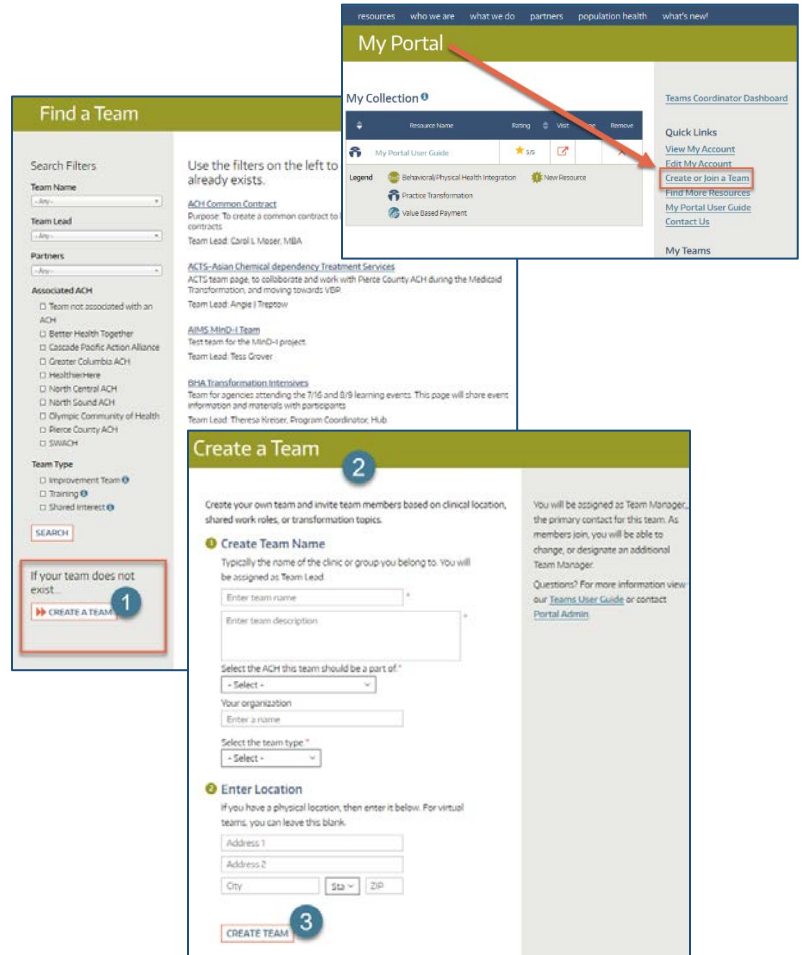 resources who we are what we do partners population health what's new!
My Portal
My Collection
Resource Name Rating Visit Remove
My Portal User Guide 5/5
Legend Behavioral/Physical Health Integration New Resource
Practice Transformation
Value Based Payment
Teams Coordinator Dashboard
Quick Links
View My Account
Edit My Account
Create or Join a Team
Find More Resources
My Portal User Guide
Contact Us
My Teams
Find a Team
Search Filters
Team Name
- Any -
Team Lead
- Any -
Partners
- Any -
Associated ACH
Team not associated with an
ACH
Better Health Together
Cascade Pacific Action Alliance
Greater Columbia ACH
HealthierHere
North Central ACH
North Sound ACH
Olympic Community of Health
Pierce County ACH
SWACH
Team Type
Improvement Team
Training
Shared Interest
SEARCH
If your team does not
exist...
CREATE A TEAM
1
Use the filters on the left to
already exists.
ACH Common Contract
Purpose: To create a common contract to
contracts.
Team Lead: Carol L Moser, MBA
ACTS-Asian Chemical dependency Treatment Services
ACTS team page, to collaborate and work with Pierce County ACH during the Medicaid
Transformation, and moving towards VBP.
Team Lead: Angie J Treptow
AIMS MInD-I Team
Test team for the MInD-I project.
Team Lead: Tess Grover
BHA Transformation Intensives
Team for agencies attending the 7/16 and 8/9 learning events. This page will share event
information and materials with participants
Team Lead: Theresa Kreiser, Program Coordinator, Hub
Create a Team
2
Create your own team and invite team members based on clinical location,
shared work roles, or transformation topics.
1 Create Team Name
Typically the name of the clinic or group you belong to. You will
be assigned as Team Lead.
Enter team name *
Enter team description *
Select the ACH this team should be a part of.*
- Select -
Your organization
Enter a name
Select the team type *
- Select -
2 Enter Location
If you have a physical location, then enter it below. For virtual
teams, you can leave this blank.
Address 1
Address 2
City Sta ZIP
CREATE TEAM
3
You will be assigned as Team Manager,
the primary contact for this team. As
members join, you will be able to
change, or designate an additional
Team Manager.
Questions? For more information view
our Teams User Guide or contact
Portal Admin.